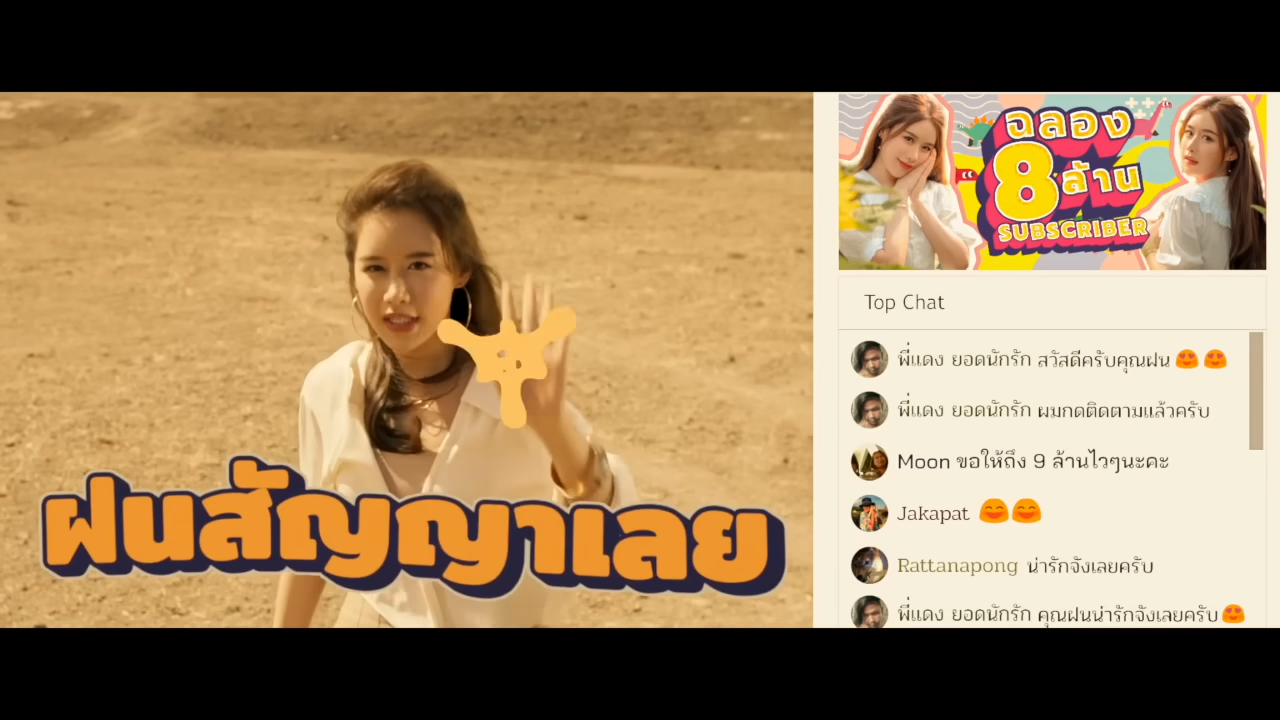 ฝนสัญญาเลย
ฉลอง
8 ล้าน
SUBSCRIBER
Top Chat
พี่แดง ยอดนักรัก สวัสดีครับคุณฝน 😍 😍
พี่แดง ยอดนักรัก ผมกดติดตามแล้วครับ
Moon ขอให้ถึง 9 ล้านไวๆนะคะ
Jakapat 😊😊
Rattanapong น่ารักจังเลยครับ
พี่แดง ยอดนักรัก คุณฝนน่ารักจังเลยครับ😍